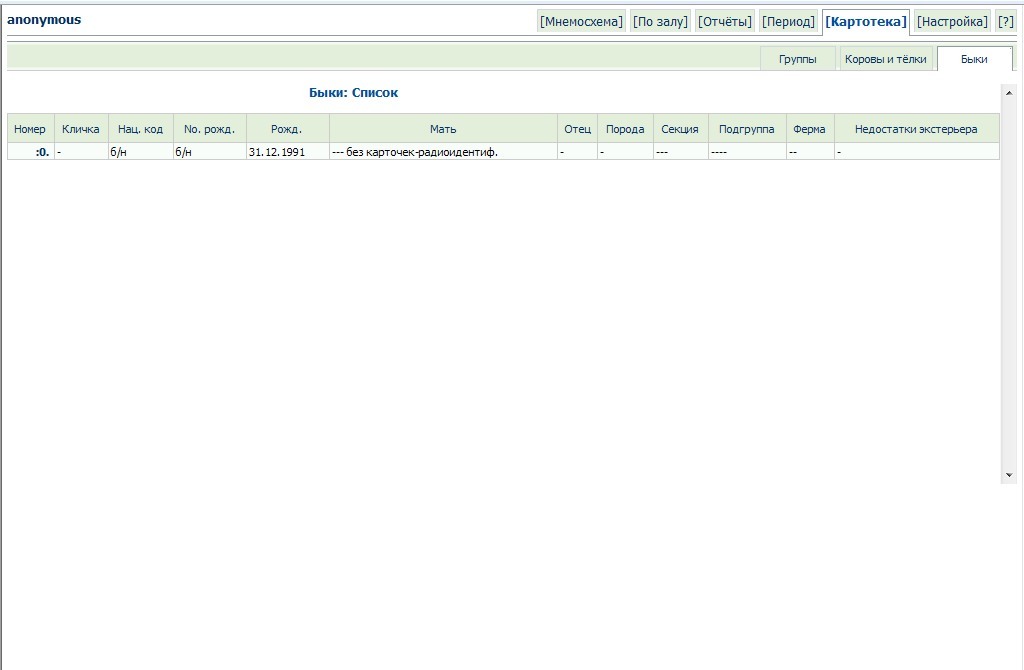 anonymous [Мнемосхема] [По залу] [Отчёты] [Период] [Картотека] [Настройка] [?]
Группы Коровы и тёлки Быки
Быки: Список
Номер Кличка Нац. код No. рожд. Рожд. Мать Отец Порода Секция Подгруппа Ферма Недостатки экстерьера
:0. - б/н б/н 31.12.1991 --- без карточек-радиоидентиф. - - --- ---- -- -